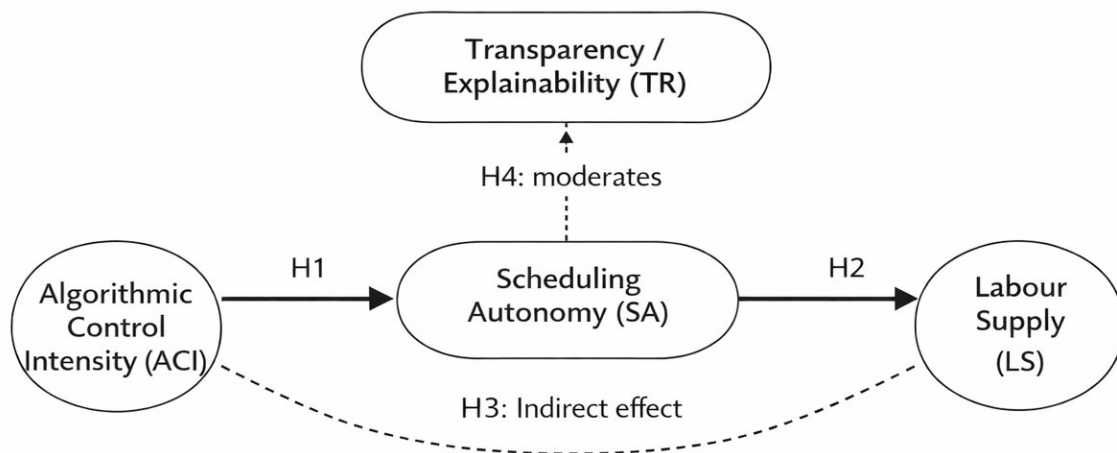 Transparency /
Explainability (TR)
H4: moderates
H1
H2
Algorithmic
Control
Intensity (ACI)
Scheduling
Autonomy (SA)
Labour
Supply
(LS)
H3: Indirect effect